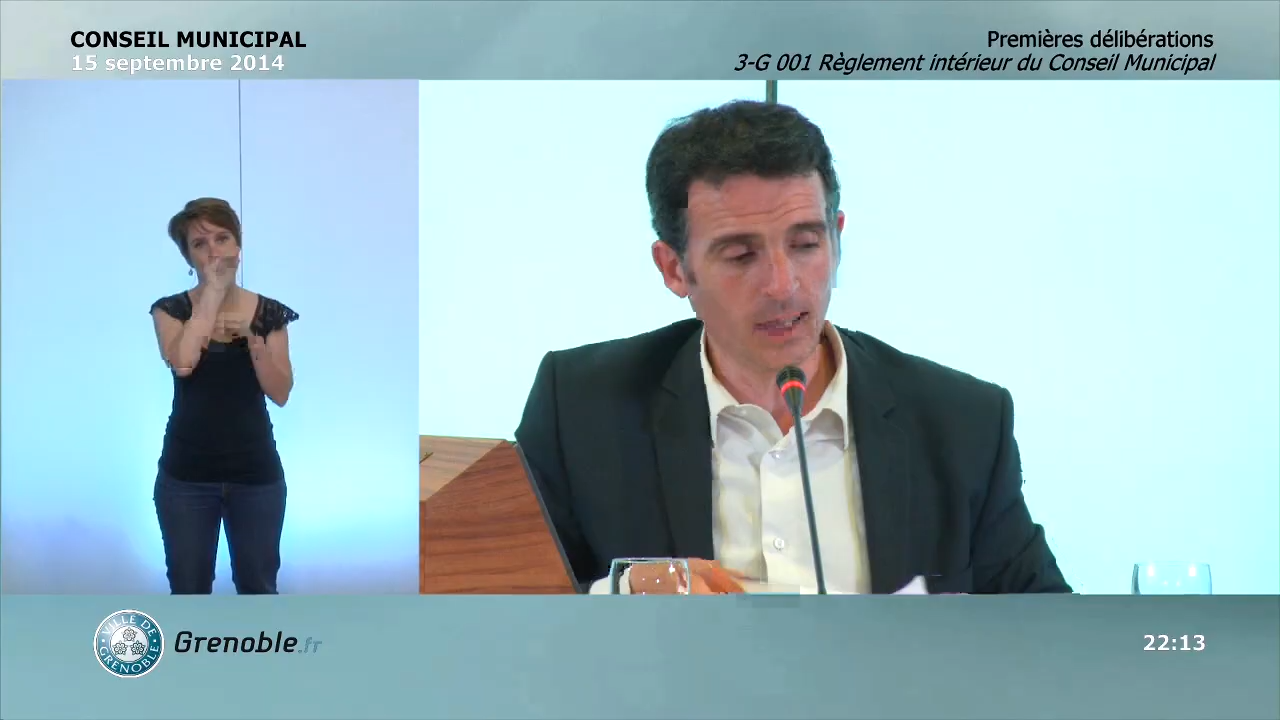 CONSEIL MUNICIPAL
15 septembre 2014
Premières délibérations
3-G 001 Règlement intérieur du Conseil Municipal
VILLE DE
GRENOBLE
Grenoble.fr
22:13